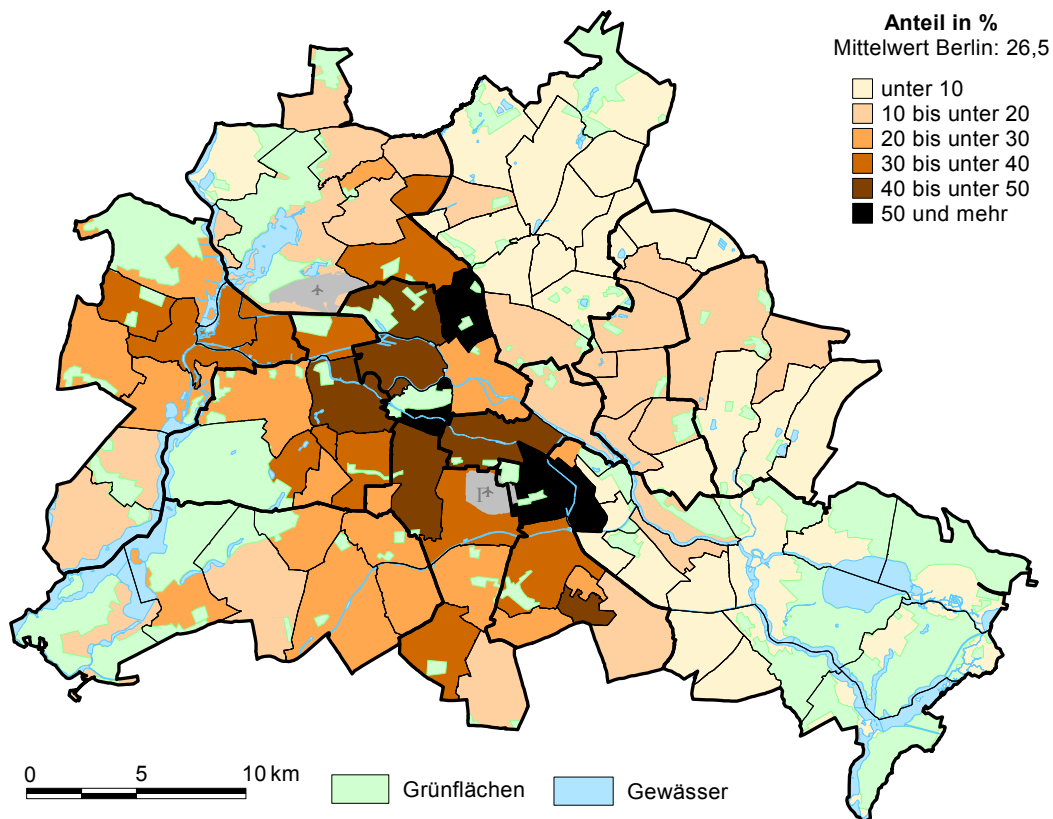 Anteil in %
Mittelwert Berlin: 26,5
unter 10
10 bis unter 20
20 bis unter 30
30 bis unter 40
40 bis unter 50
50 und mehr
0 5 10 km
Grünflächen
Gewässer